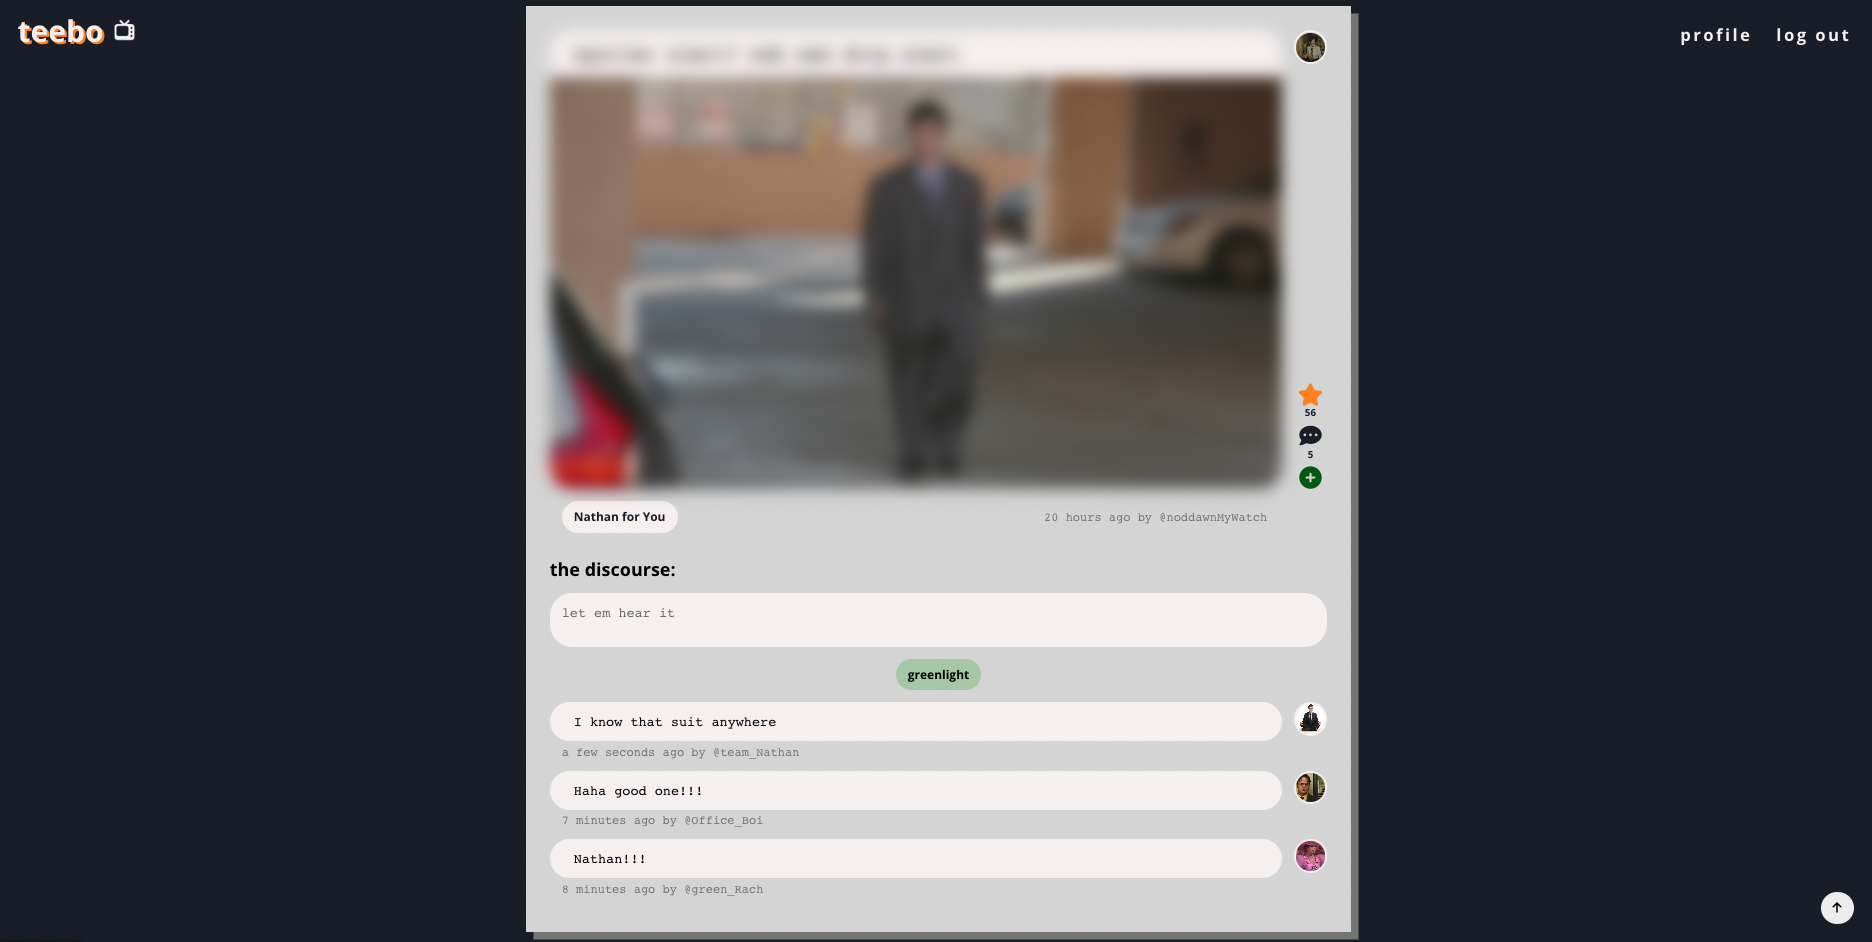 teebo
profile
log out
56
5
Nathan for You
20 hours ago by @noddawnMyWatch
the discourse:
let em hear it
greenlight
I know that suit anywhere
a few seconds ago by @team_Nathan
Haha good one!!!
7 minutes ago by @Office_Boi
Nathan!!!
8 minutes ago by @green_Rach